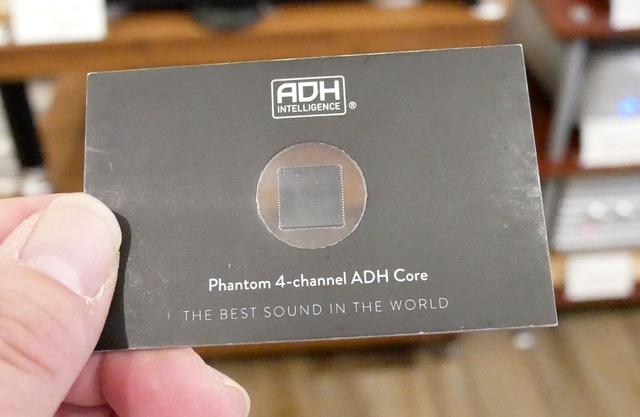 ADH
INTELLIGENCE®
Phantom 4-channel ADH Core
THE BEST SOUND IN THE WORLD